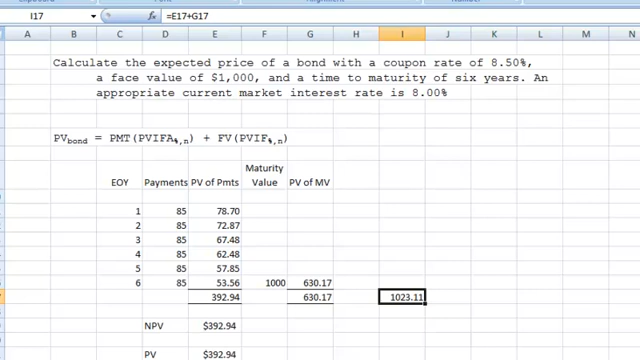 I17
fx =E17+G17
A B C D E F G H I J K L M N
Calculate the expected price of a bond with a coupon rate of 8.50%,
a face value of $1,000, and a time to maturity of six years. An
appropriate current market interest rate is 8.00%
PVbond = PMT(PVIFA%,n) + FV(PVIF%,n)
Maturity
EOY Payments PV of Pmts Value PV of MV
1 85 78.70
2 85 72.87
3 85 67.48
4 85 62.48
5 85 57.85
6 85 53.56 1000 630.17
392.94 630.17 1023.11
NPV $392.94
PV $392.94